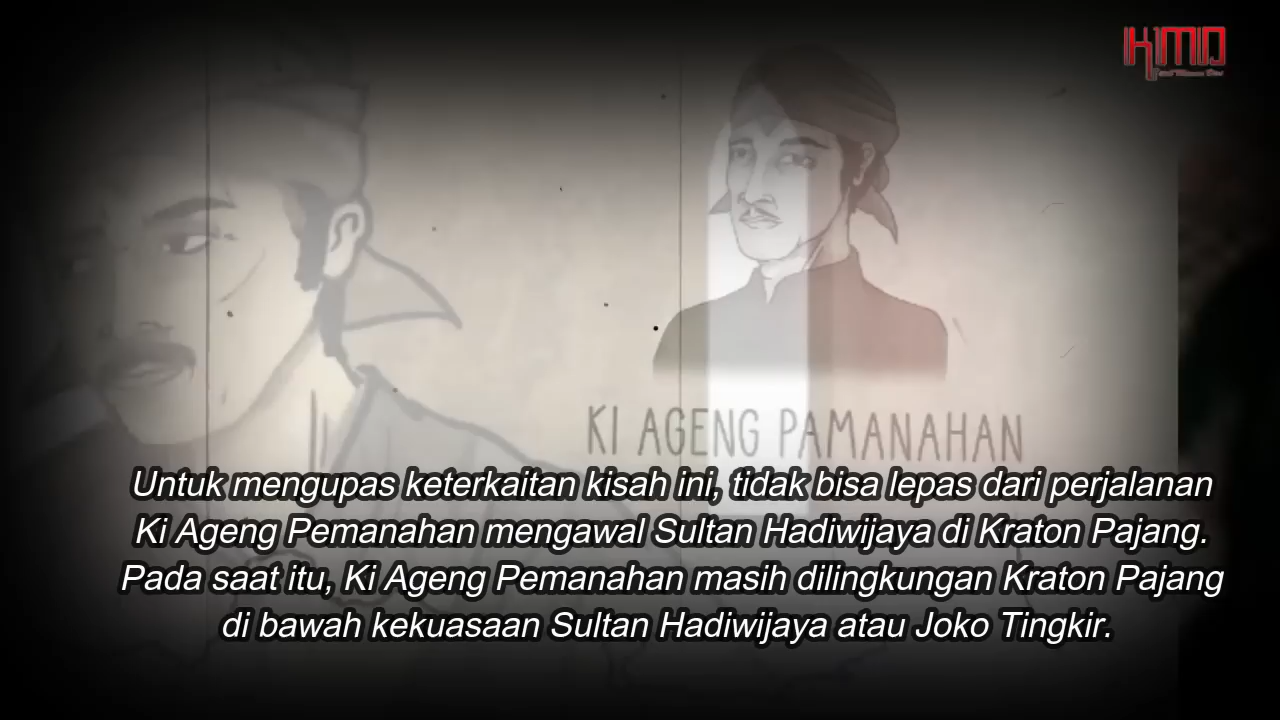 KIMD
KI AGENG PAMANAHAN
Untuk mengupas keterkaitan kisah ini, tidak bisa lepas dari perjalanan
Ki Ageng Pemanahan mengawal Sultan Hadiwijaya di Kraton Pajang.
Pada saat itu, Ki Ageng Pemanahan masih dilingkungan Kraton Pajang
di bawah kekuasaan Sultan Hadiwijaya atau Joko Tingkir.